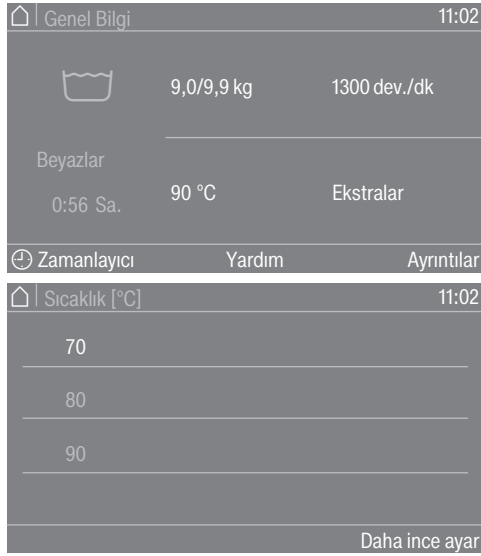 Genel Bilgi 11:02
9,0/9,9 kg 1300 dev./dk
Beyazlar
0:56 Sa.
90 °C Ekstralar
Zamanlayıcı Yardım Ayrıntılar
Sıcaklık [°C] 11:02
70
80
90
Daha ince ayar